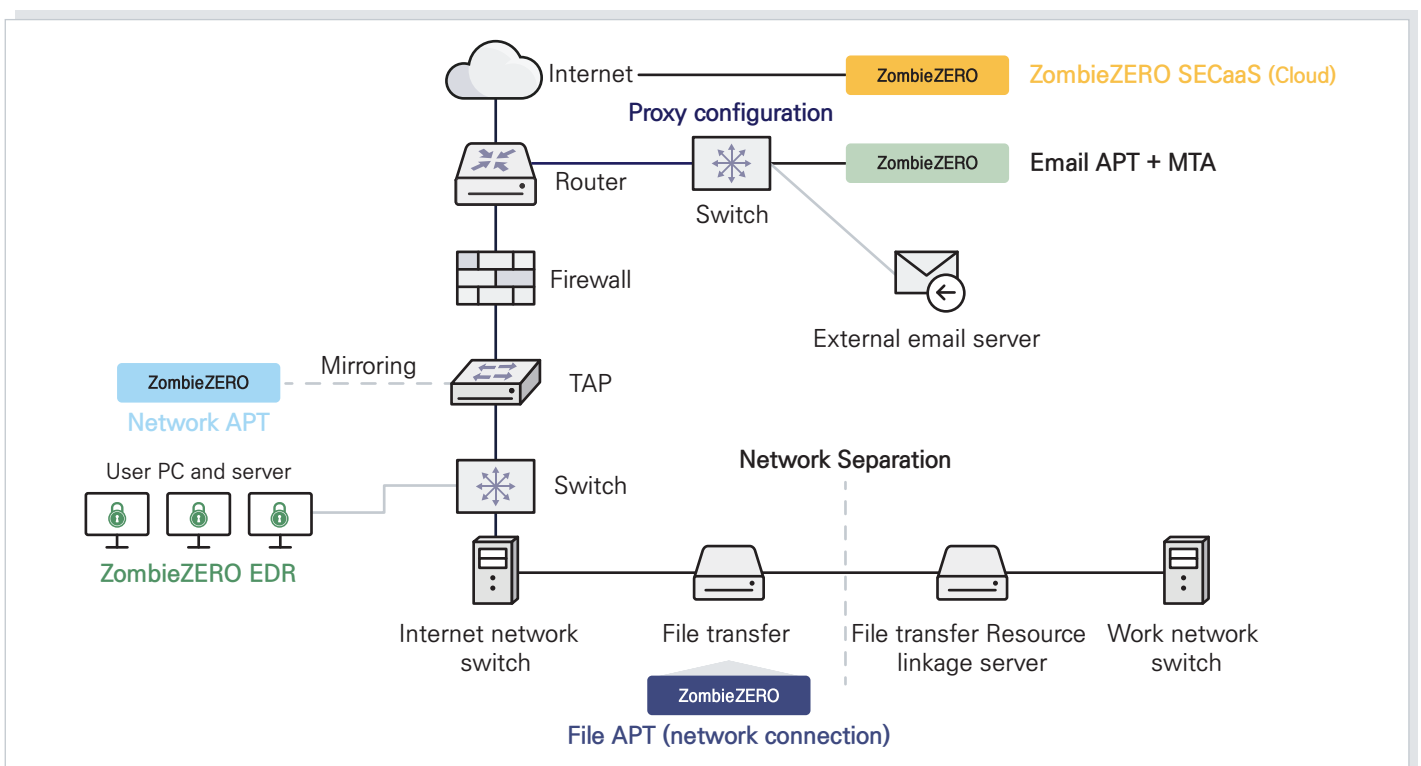 Internet
ZombieZERO
ZombieZERO SECaaS (Cloud)
Proxy configuration
Router
Switch
ZombieZERO
Email APT + MTA
Firewall
External email server
ZombieZERO
Mirroring
TAP
Network APT
User PC and server
Switch
Network Separation
ZombieZERO EDR
Internet network
switch
File transfer
File transfer Resource
linkage server
Work network
switch
ZombieZERO
File APT (network connection)